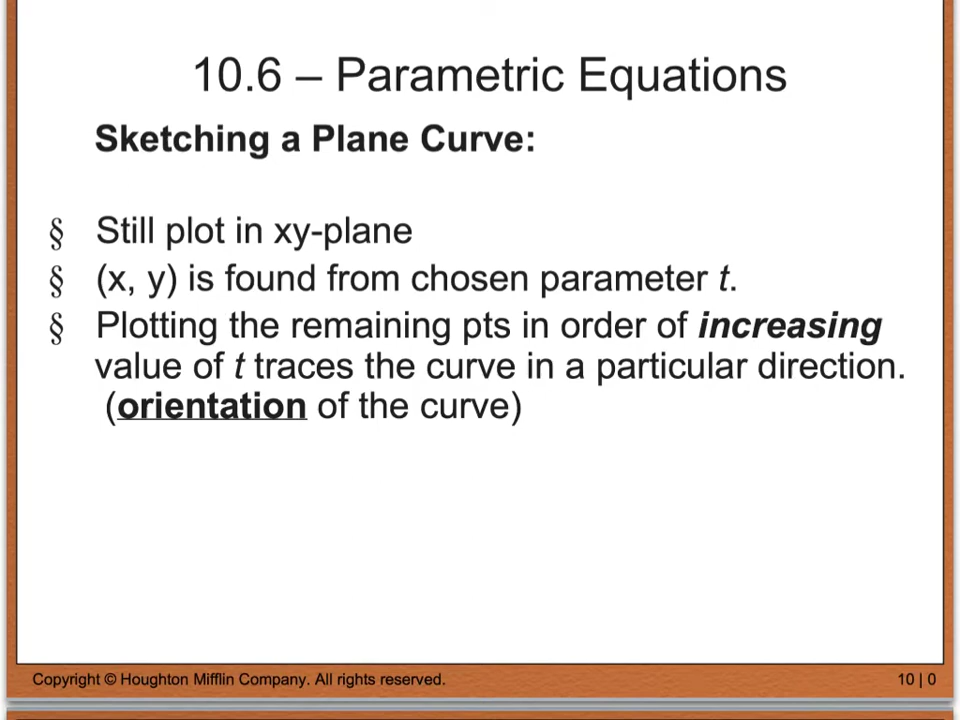 10.6 – Parametric Equations
Sketching a Plane Curve:
§ Still plot in xy-plane
§ (x, y) is found from chosen parameter t.
§ Plotting the remaining pts in order of increasing
value of t traces the curve in a particular direction.
(orientation of the curve)
Copyright © Houghton Mifflin Company. All rights reserved.
10 | 0